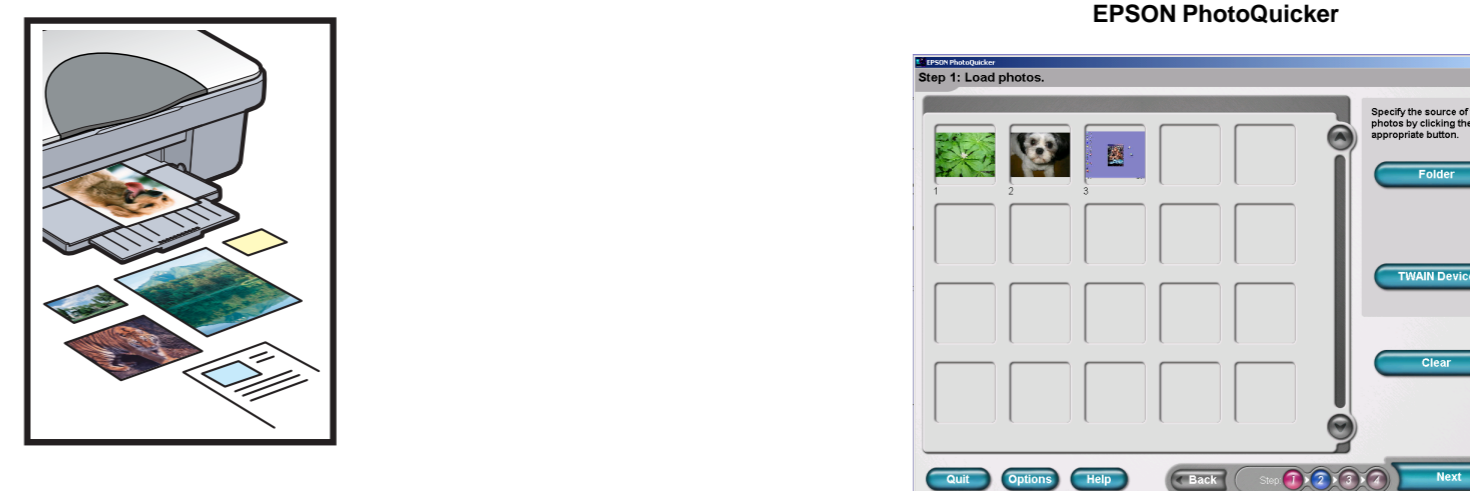 EPSON PhotoQuicker
EPSON PhotoQuicker
Step 1: Load photos.
Specify the source of
photos by clicking the
appropriate button.
1
2
3
Folder
TWAIN Device
Clear
Quit
Options
Help
Back
Step 1 2 3 4
Next